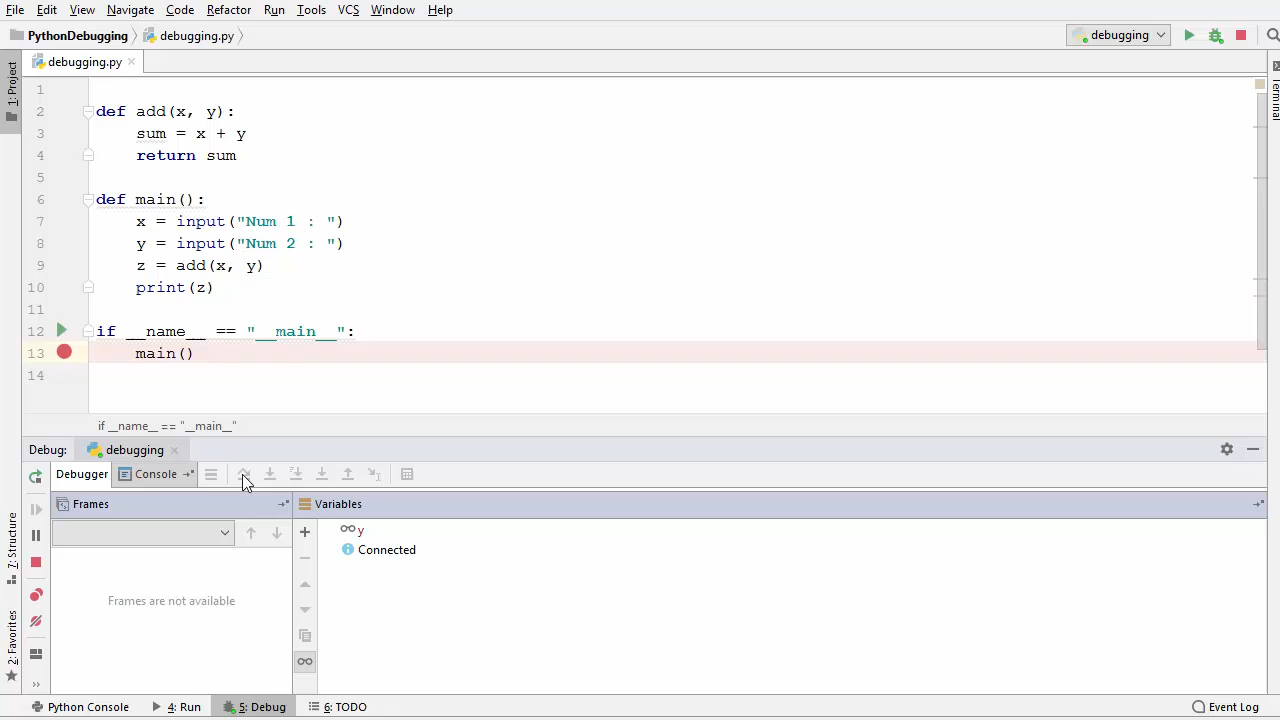 File Edit View Navigate Code Refactor Run Tools VCS Window Help
PythonDebugging debugging.py debugging
1: Project
debugging.py
Terminal
1
2 def add(x, y):
3 sum = x + y
4 return sum
5
6 def main():
7 x = input("Num 1 : ")
8 y = input("Num 2 : ")
9 z = add(x, y)
10 print(z)
11
12 if __name__ == "__main__":
13 main()
14
if __name__ == "__main__"
Debug: debugging
Debugger Console
Frames Variables
y
Connected
Frames are not available
7: Structure
2: Favorites
Python Console 4: Run 5: Debug 6: TODO Event Log